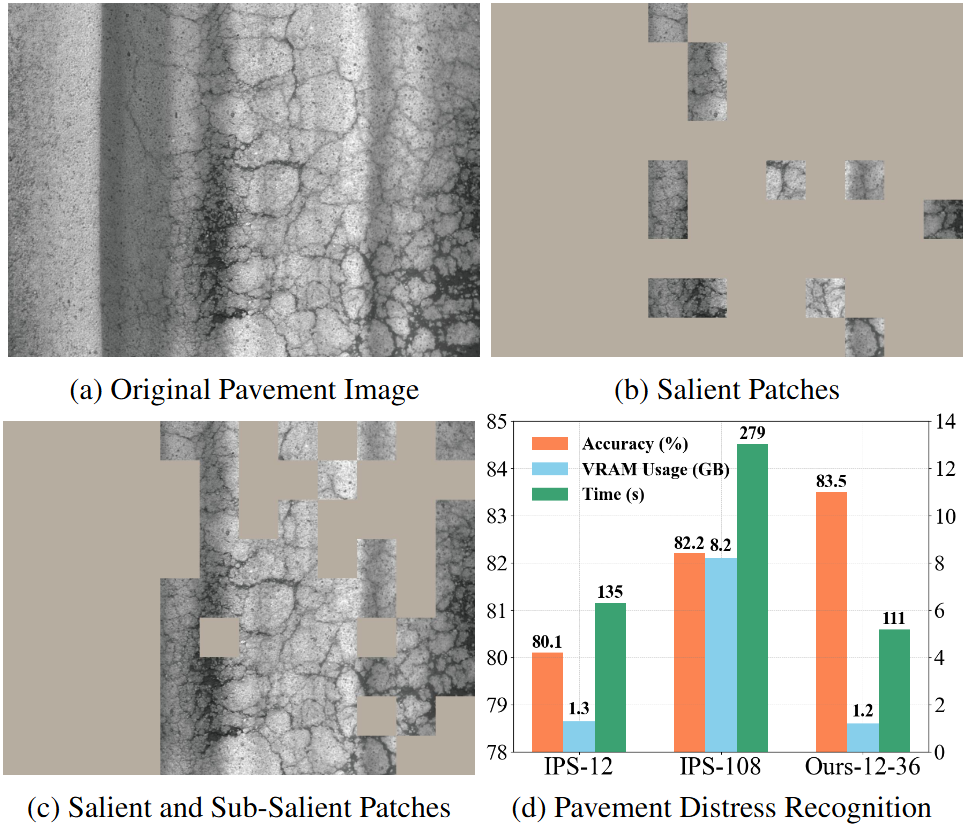 (a) Original Pavement Image
(b) Salient Patches
(c) Salient and Sub-Salient Patches
85
84
83
82
81
80
79
78
Accuracy (%)
VRAM Usage (GB)
Time (s)
80.1
1.3
135
82.2
8.2
279
83.5
1.2
111
14
12
10
8
6
4
2
0
IPS-12
IPS-108
Ours-12-36
(d) Pavement Distress Recognition